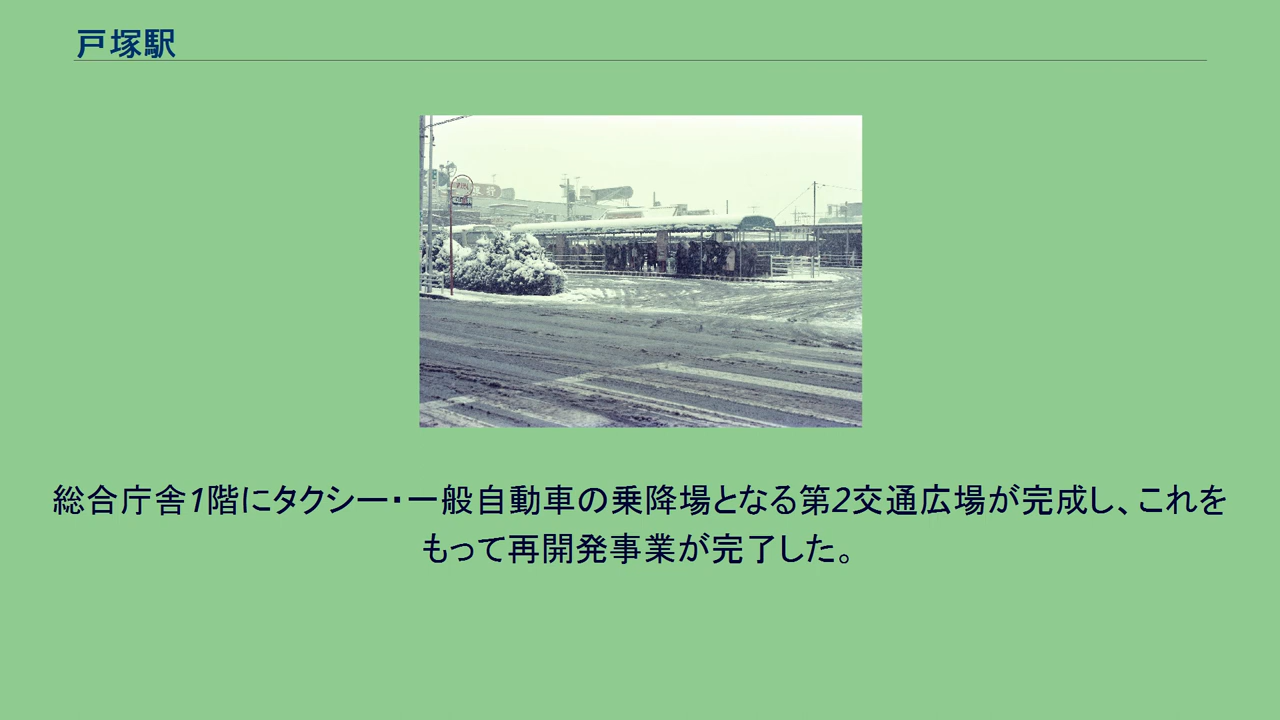 戸塚駅
総合庁舎1階にタクシー・一般自動車の乗降場となる第2交通広場が完成し、これを
もって再開発事業が完了した。